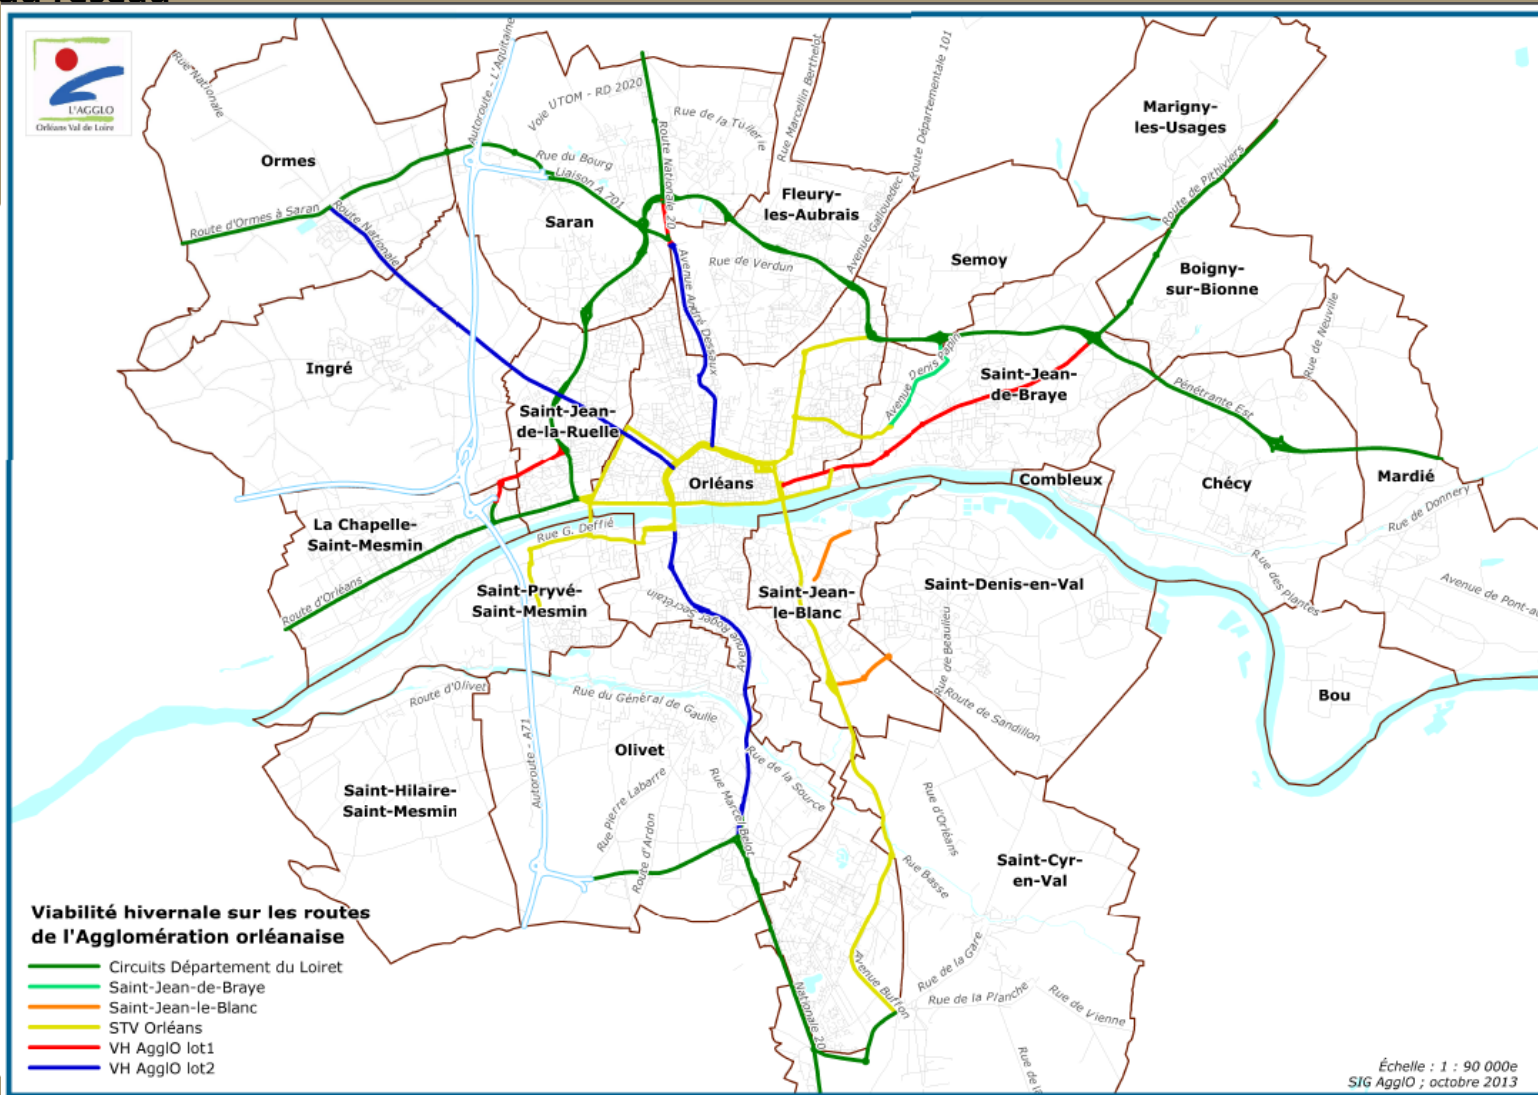 L'AGGLO
Orléans Val de Loire
Rue Nationale
Autoroute - L'Aquitaine
Voie UTOM - RD 2020
Rue de la Tuilerie
Rue Marcellin Berthelot
Route Départementale 101
Marigny-
les-Usages
Ormes
Rue du Bourg
Liaison A 701
Route Nationale 20
Route de Pithiviers
Fleury-
les-Aubrais
Avenue Gallouedec
Route d'Ormes à Saran
Route Nationale
Saran
Rue de Verdun
Semoy
Boigny-
sur-Bionne
Avenue André Dessaux
Rue de Neuville
Ingré
Avenue Denis Papin
Saint-Jean-
de-Braye
Pénétrante Est
Saint-Jean-
de-la-Ruelle
Orléans
Combleux
Chécy
Mardié
La Chapelle-
Saint-Mesmin
Rue G. Deffié
Rue de Donnery
Route d'Orléans
Saint-Pryvé-
Saint-Mesmin
Avenue Roger Secrétain
Saint-Jean-
le-Blanc
Saint-Denis-en-Val
Rue des Plantes
Avenue de Pont-au
Rue de Beaulieu
Route d'Olivet
Rue du Général de Gaulle
Route de Sandillon
Bou
Autoroute - A71
Olivet
Rue de la Source
Saint-Hilaire-
Saint-Mesmin
Rue Pierre Labarre
Rue Marcel Belot
Route d'Ardon
Rue d'Orléans
Rue Basse
Saint-Cyr-
en-Val
Avenue Buffon
Rue de la Gare
Rue de la Planche
Rue de Vienne
Nationale 20
Rue de la
Viabilité hivernale sur les routes
de l'Agglomération orléanaise
Circuits Département du Loiret
Saint-Jean-de-Braye
Saint-Jean-le-Blanc
STV Orléans
VH AgglO lot1
VH AgglO lot2
Échelle : 1 : 90 000e
SIG AgglO ; octobre 2013